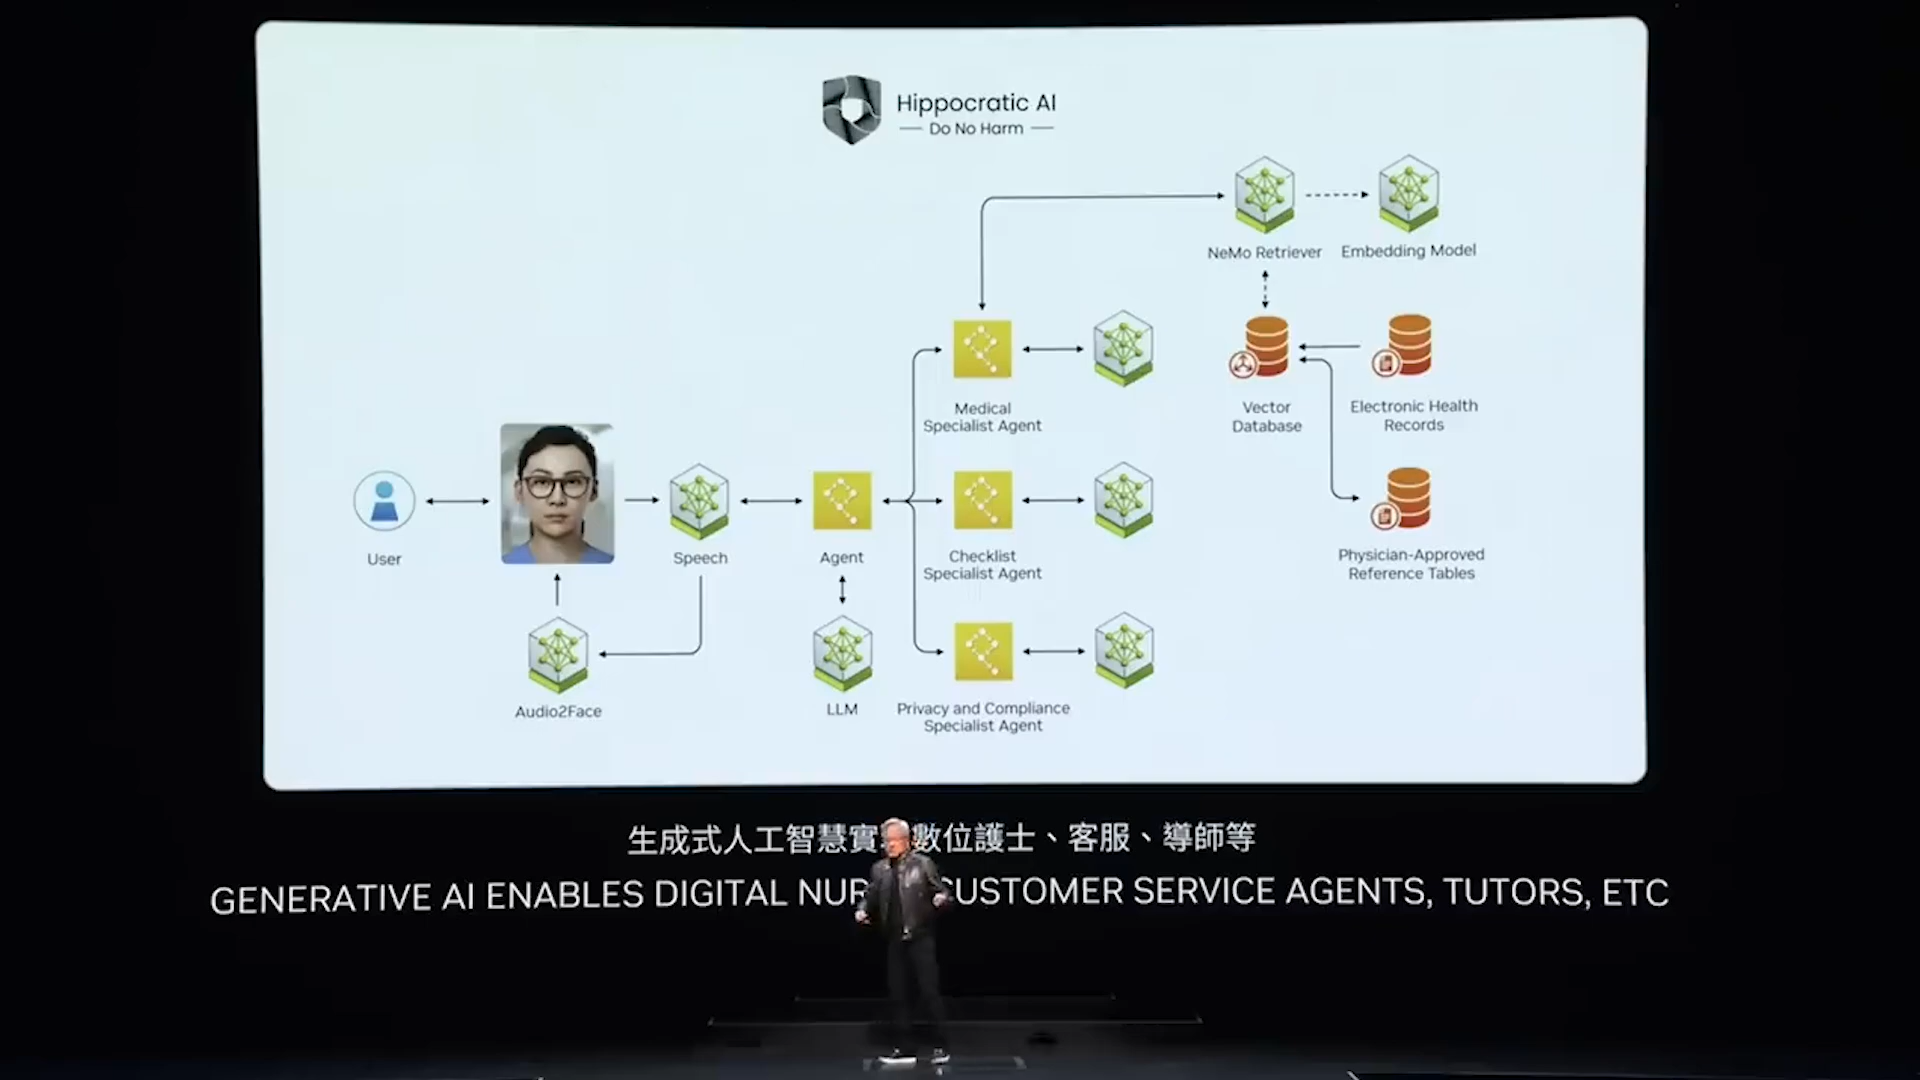 Hippocratic AI
Do No Harm
NeMo Retriever
Embedding Model
Medical
Specialist Agent
Vector
Database
Electronic Health
Records
User
Speech
Agent
Checklist
Specialist Agent
Physician-Approved
Reference Tables
Audio2Face
LLM
Privacy and Compliance
Specialist Agent
生成式人工智慧實 數位護士、客服、導師等
GENERATIVE AI ENABLES DIGITAL CUSTOMER SERVICE AGENTS, TUTORS, ETC